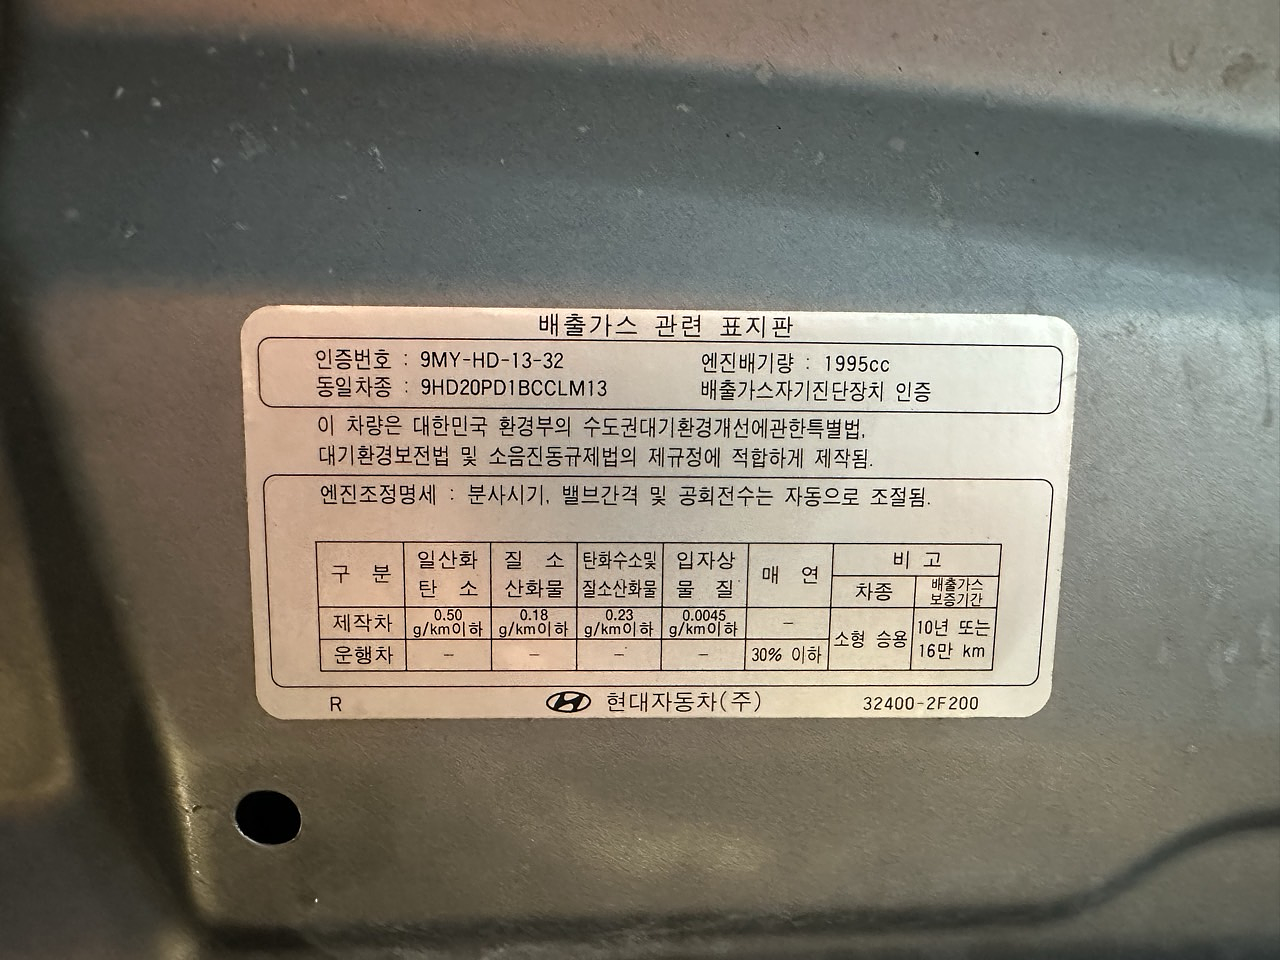 배출가스 관련 표지판
인증번호 : 9MY-HD-13-32 엔진배기량 : 1995cc
동일차종 : 9HD20PD1BCCLM13 배출가스자기진단장치 인증
이 차량은 대한민국 환경부의 수도권대기환경개선에관한특별법,
대기환경보전법 및 소음진동규제법의 제규정에 적합하게 제작됨.
엔진조정명세 : 분사시기, 밸브간격 및 공회전수는 자동으로 조절됨.
구 분 일산화 탄 소 질 소 산화물 탄화수소및 질소산화물 입자상 물 질 매 연 비 고
차종 배출가스 보증기간
제작차 0.50 g/km이하 0.18 g/km이하 0.23 g/km이하 0.0045 g/km이하 – 소형 승용 10년 또는 16만 km
운행차 – – – – 30% 이하
R 현대자동차(주) 32400-2F200